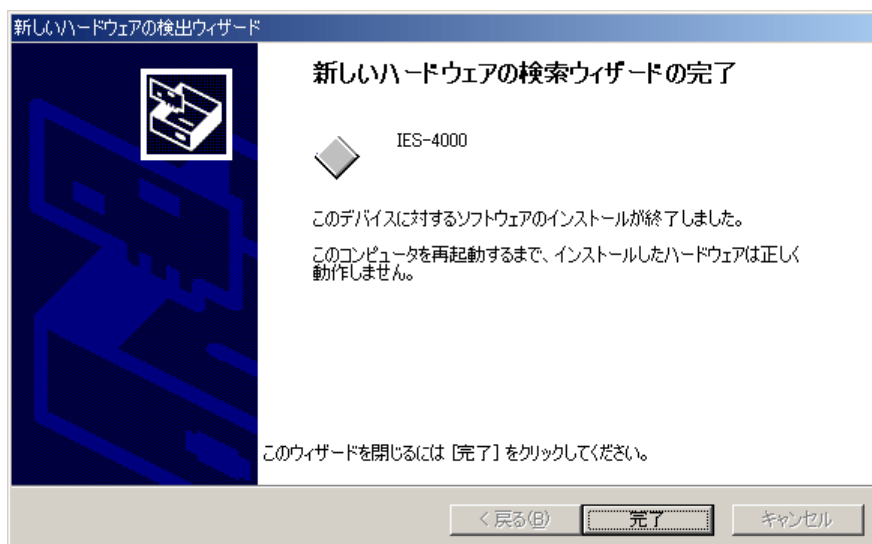 新しいハードウェアの検出ウィザード
新しいハードウェアの検索ウィザードの完了
IES-4000
このデバイスに対するソフトウェアのインストールが終了しました。
このコンピュータを再起動するまで、インストールしたハードウェアは正しく
動作しません。
このウィザードを閉じるには [完了] をクリックしてください。
< 戻る(B)
完了
キャンセル